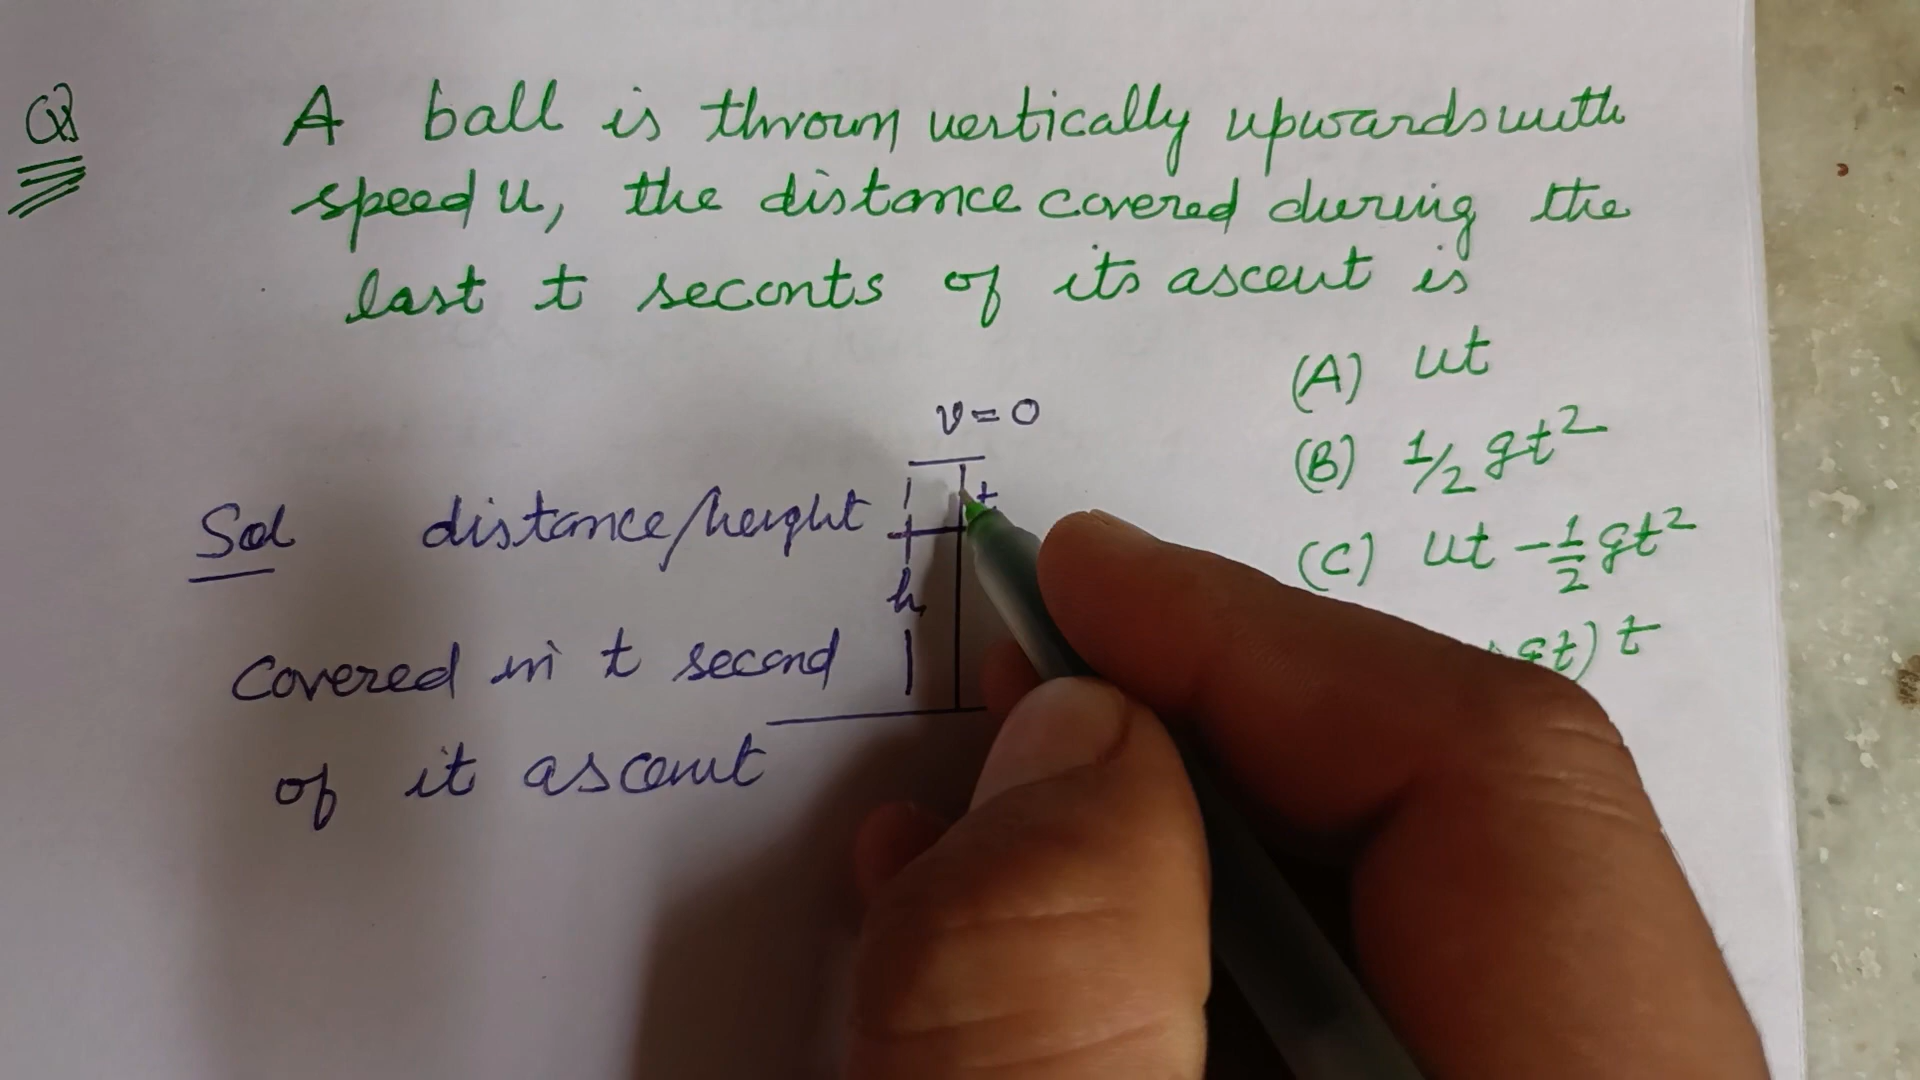 Q
A ball is thrown vertically upwards with
speed u, the distance covered during the
last t seconts of its ascent is
(A) ut
(B) 1/2 gt²
(C) ut - 1/2 gt²
gt) t
v = 0
t
h
Sol distance/height
covered in t second
of it ascent